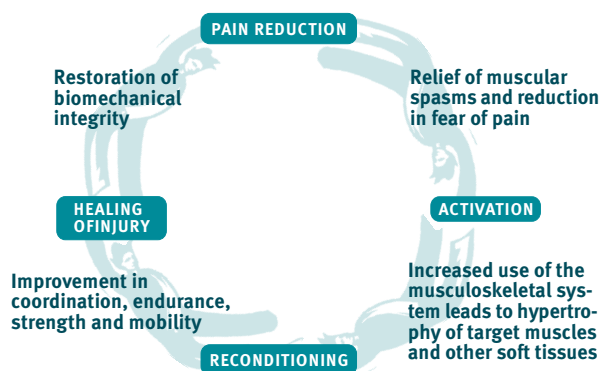 PAIN REDUCTION
Restoration of
biomechanical
integrity
Relief of muscular
spasms and reduction
in fear of pain
HEALING
OFINJURY
ACTIVATION
Improvement in
coordination, endurance,
strength and mobility
Increased use of the
musculoskeletal sys-
tem leads to hypertro-
phy of target muscles
and other soft tissues
RECONDITIONING